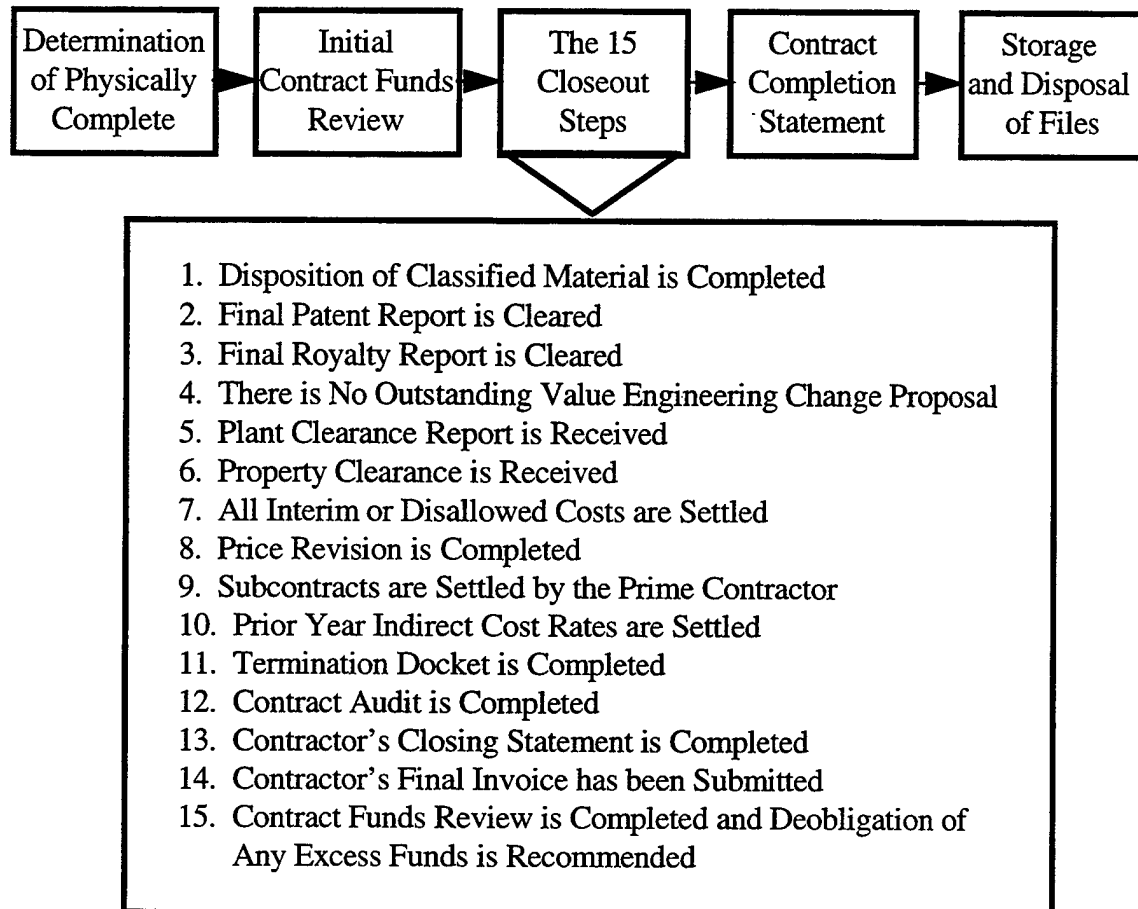 Determination
of Physically
Complete
Initial
Contract Funds
Review
The 15
Closeout
Steps
Contract
Completion
Statement
Storage
and Disposal
of Files
1. Disposition of Classified Material is Completed
2. Final Patent Report is Cleared
3. Final Royalty Report is Cleared
4. There is No Outstanding Value Engineering Change Proposal
5. Plant Clearance Report is Received
6. Property Clearance is Received
7. All Interim or Disallowed Costs are Settled
8. Price Revision is Completed
9. Subcontracts are Settled by the Prime Contractor
10. Prior Year Indirect Cost Rates are Settled
11. Termination Docket is Completed
12. Contract Audit is Completed
13. Contractor's Closing Statement is Completed
14. Contractor's Final Invoice has been Submitted
15. Contract Funds Review is Completed and Deobligation of
Any Excess Funds is Recommended